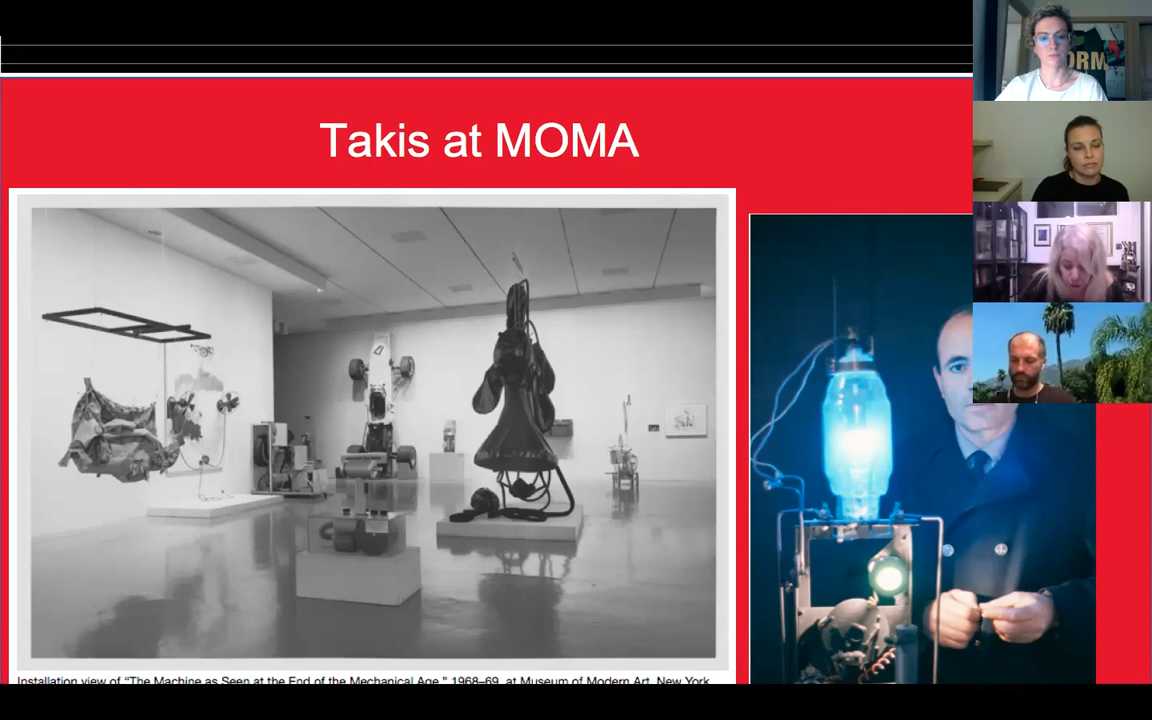 Takis at MOMA
ORM
Installation view of "The Machine as Seen at the End of the Mechanical Age," 1968–69, at Museum of Modern Art, New York